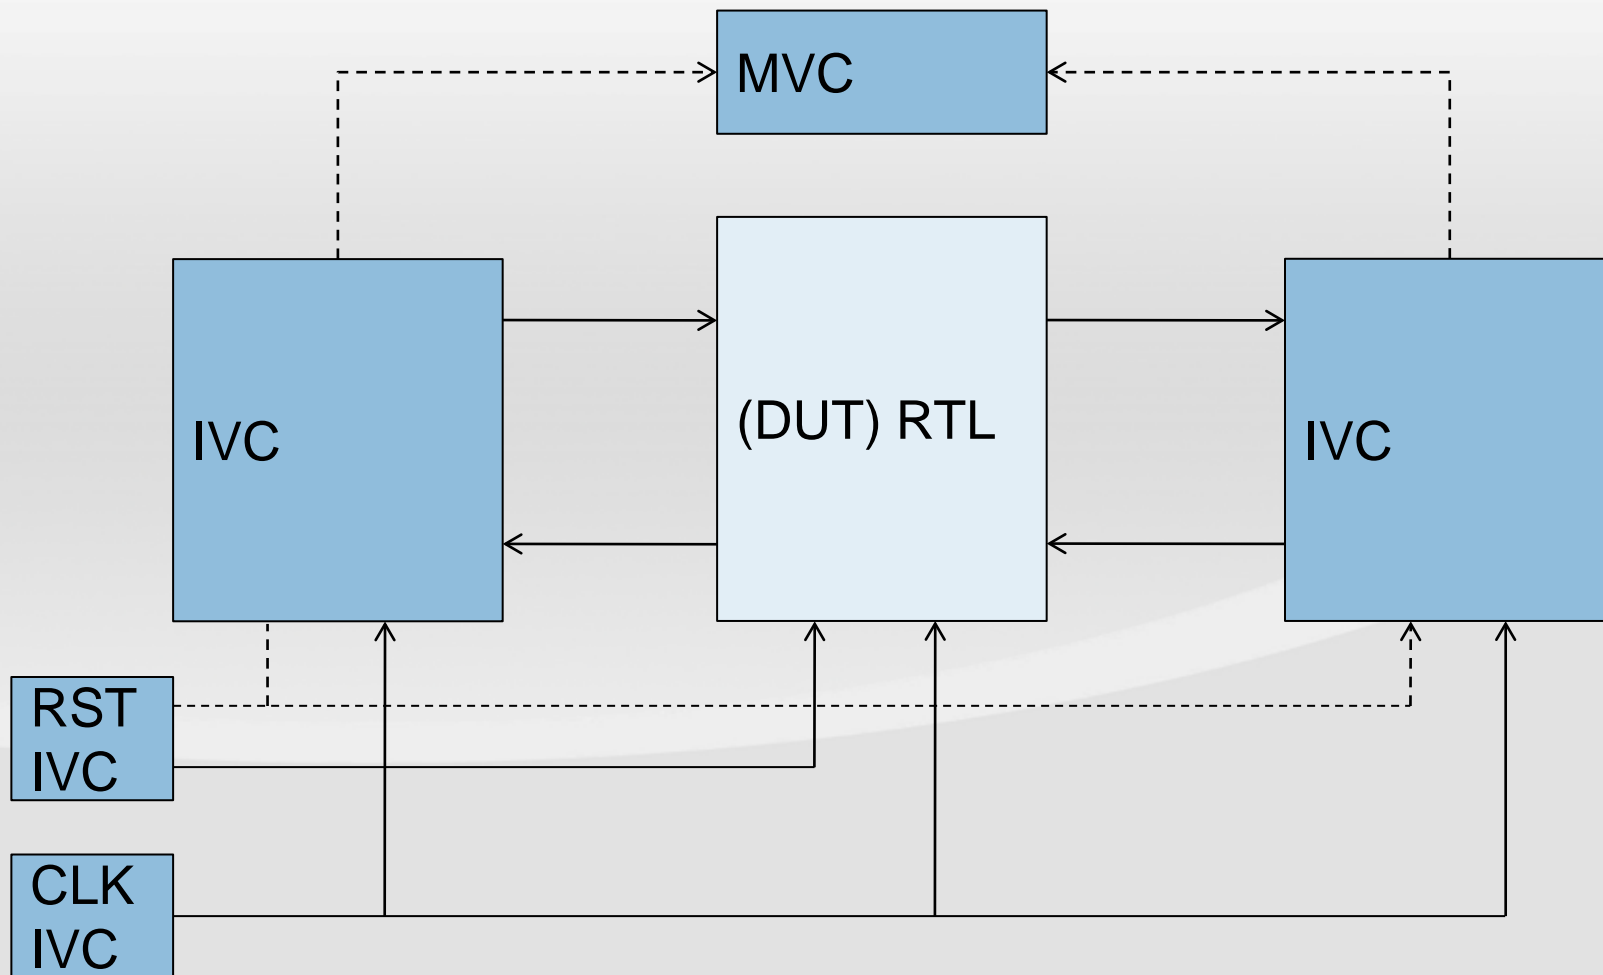 MVC
IVC
(DUT) RTL
IVC
RST
IVC
CLK
IVC